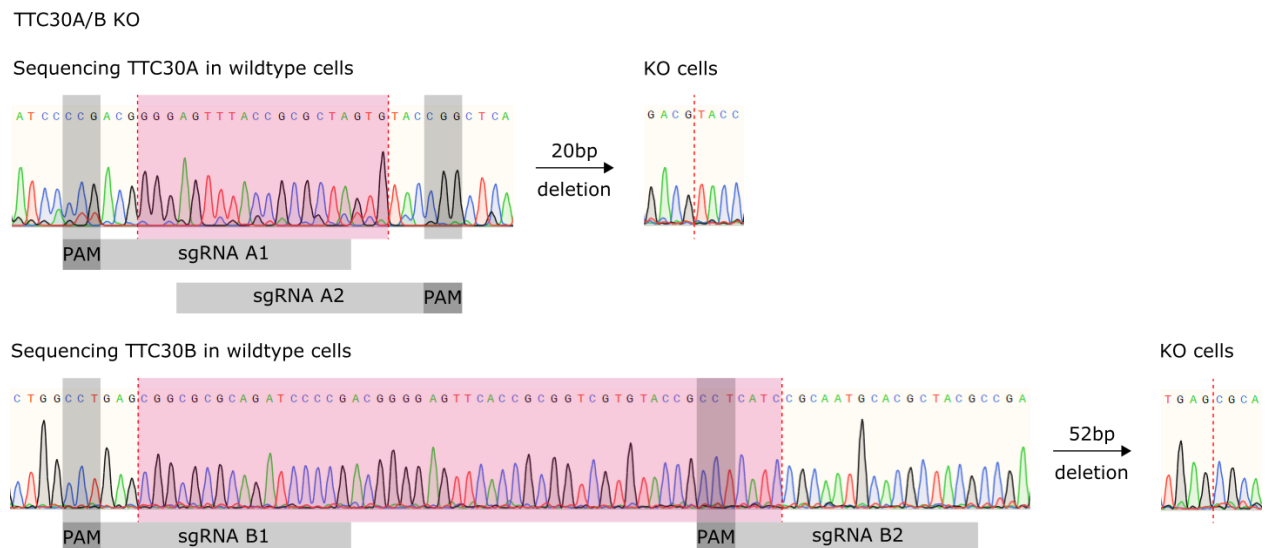 TTC30A/B KO
Sequencing TTC30A in wildtype cells
KO cells
ATCCCCGACGGGGAGTTTACCGCGCTAGTGTACCGGCTCA
GACGTACC
20bp
deletion
PAM sgRNA A1
sgRNA A2 PAM
Sequencing TTC30B in wildtype cells
KO cells
CTGGCCTGAGCGGCGCGCAGATCCCCGACGGGGAGTTCACCGCGGTCGTGTACCGCCTCATCCGCAATGCACGCTACGCCGA
TGAGCGCA
52bp
deletion
PAM sgRNA B1 PAM sgRNA B2